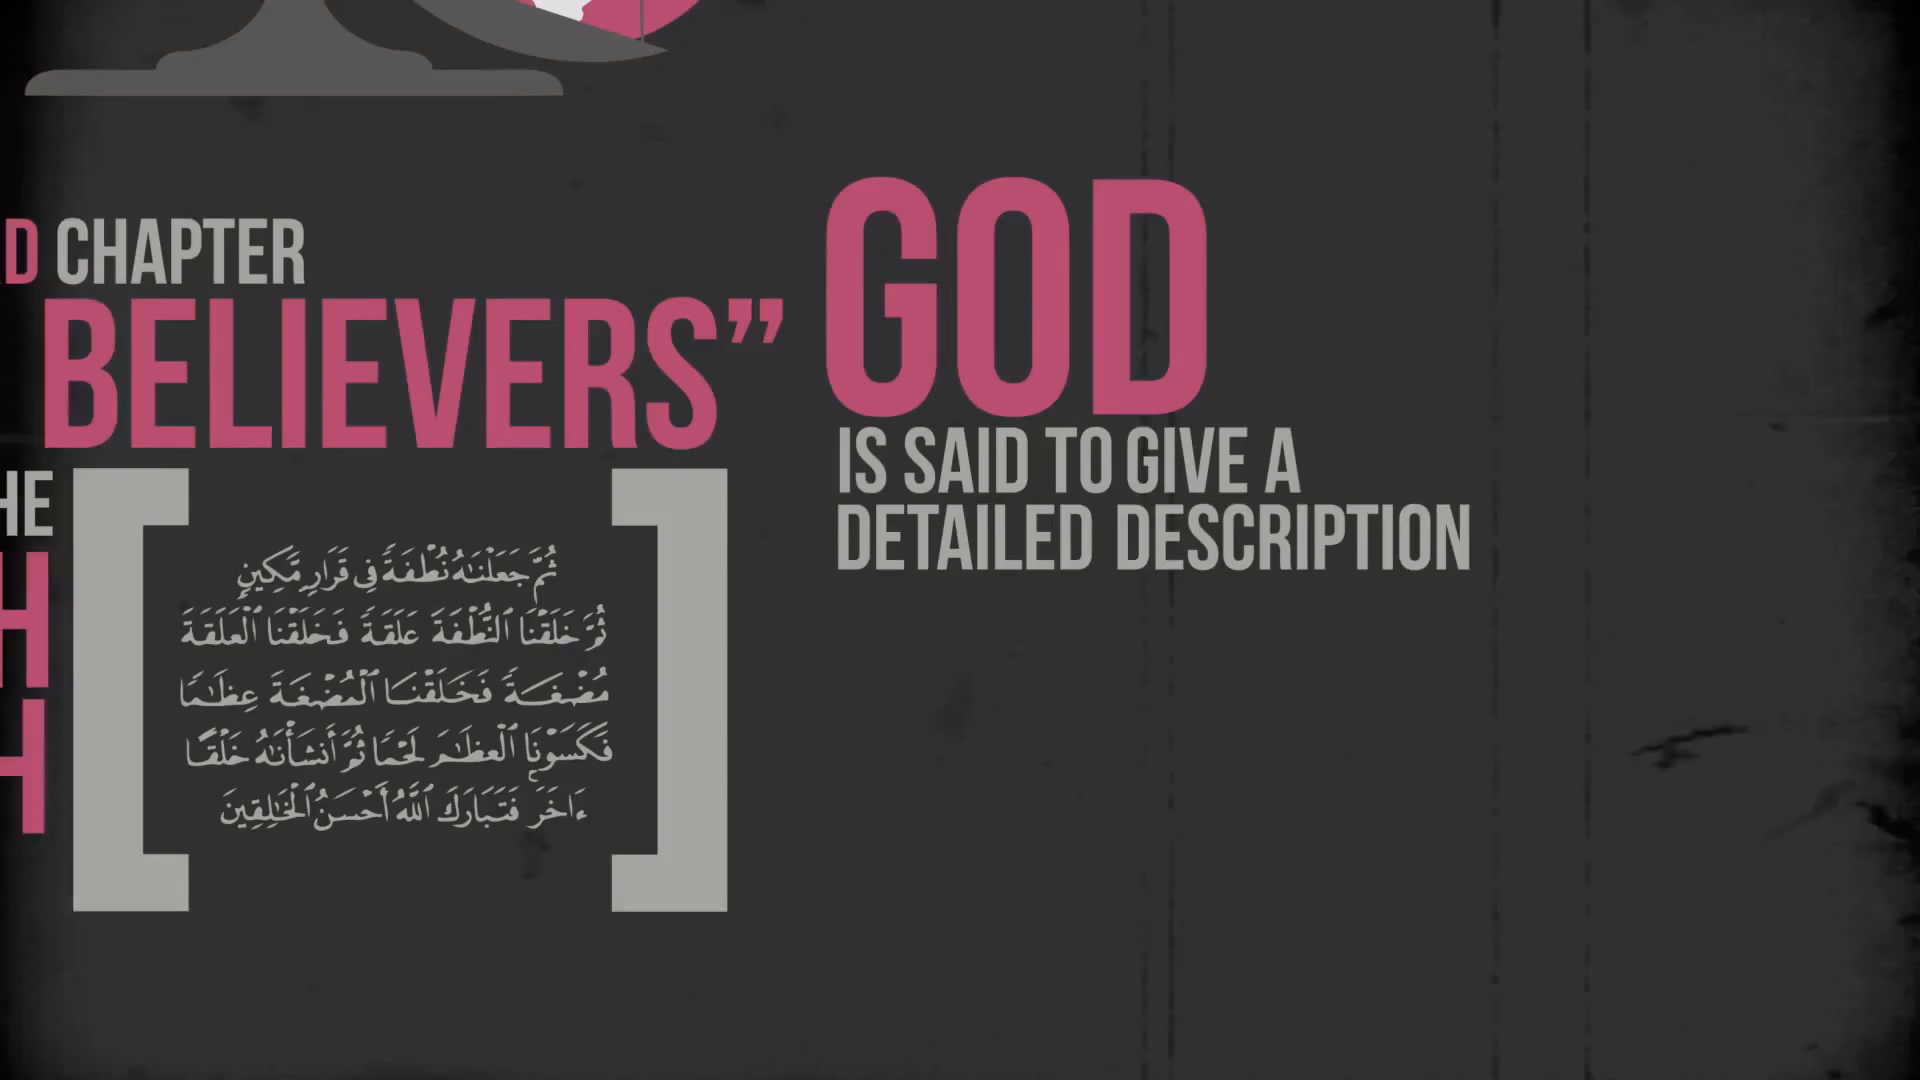 D CHAPTER
BELIEVERS”
HE
H
H
ثُمَّ جَعَلْنَٰهُ نُطْفَةً فِى قَرَارٍ مَّكِينٍ
ثُمَّ خَلَقْنَا ٱلنُّطْفَةَ عَلَقَةً فَخَلَقْنَا ٱلْعَلَقَةَ
مُضْغَةً فَخَلَقْنَا ٱلْمُضْغَةَ عِظَٰمًا
فَكَسَوْنَا ٱلْعِظَٰمَ لَحْمًا ثُمَّ أَنشَأْنَٰهُ خَلْقًا
ءَاخَرَ فَتَبَارَكَ ٱللَّهُ أَحْسَنُ ٱلْخَٰلِقِينَ
GOD
IS SAID TO GIVE A
DETAILED DESCRIPTION